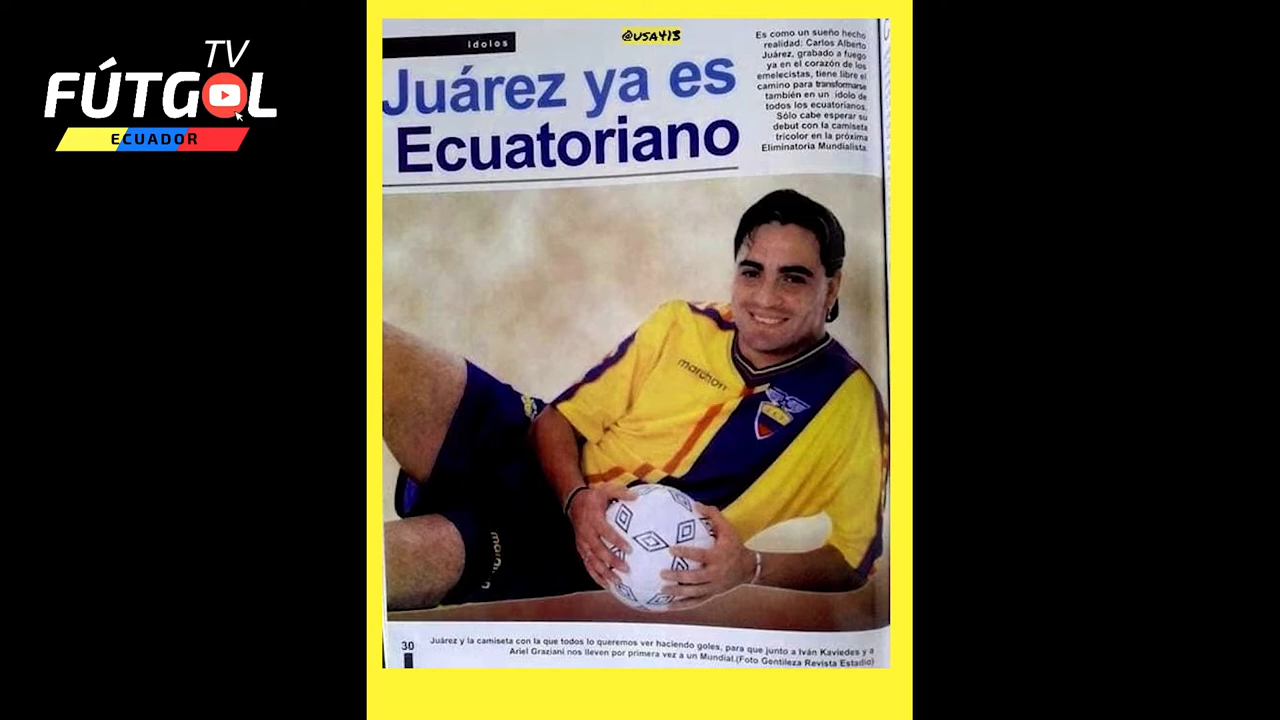 TV
FÚTGOL
ECUADOR
@USA413
ídolos
Juárez ya es
Ecuatoriano
Es como un sueño hecho
realidad: Carlos Alberto
Juárez, grabado a fuego
ya en el corazón de los
emelecistas, tiene libre el
camino para transformarse
también en un ídolo de
todos los ecuatorianos.
Sólo cabe esperar su
debut con la camiseta
tricolor en la próxima
Eliminatoria Mundialista.
marathon
30
Juárez y la camiseta con la que todos lo queremos ver haciendo goles, para que junto a Iván Kaviedes y a
Ariel Graziani nos lleven por primera vez a un Mundial.(Foto Gentileza Revista Estadio)